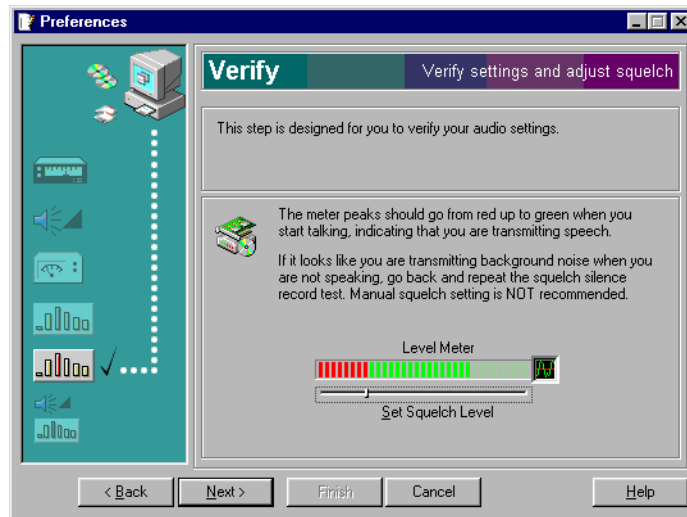 Preferences
Verify
Verify settings and adjust squelch
This step is designed for you to verify your audio settings.
The meter peaks should go from red up to green when you
start talking, indicating that you are transmitting speech.
If it looks like you are transmitting background noise when you
are not speaking, go back and repeat the squelch silence
record test. Manual squelch setting is NOT recommended.
Level Meter
Set Squelch Level
< Back
Next >
Finish
Cancel
Help